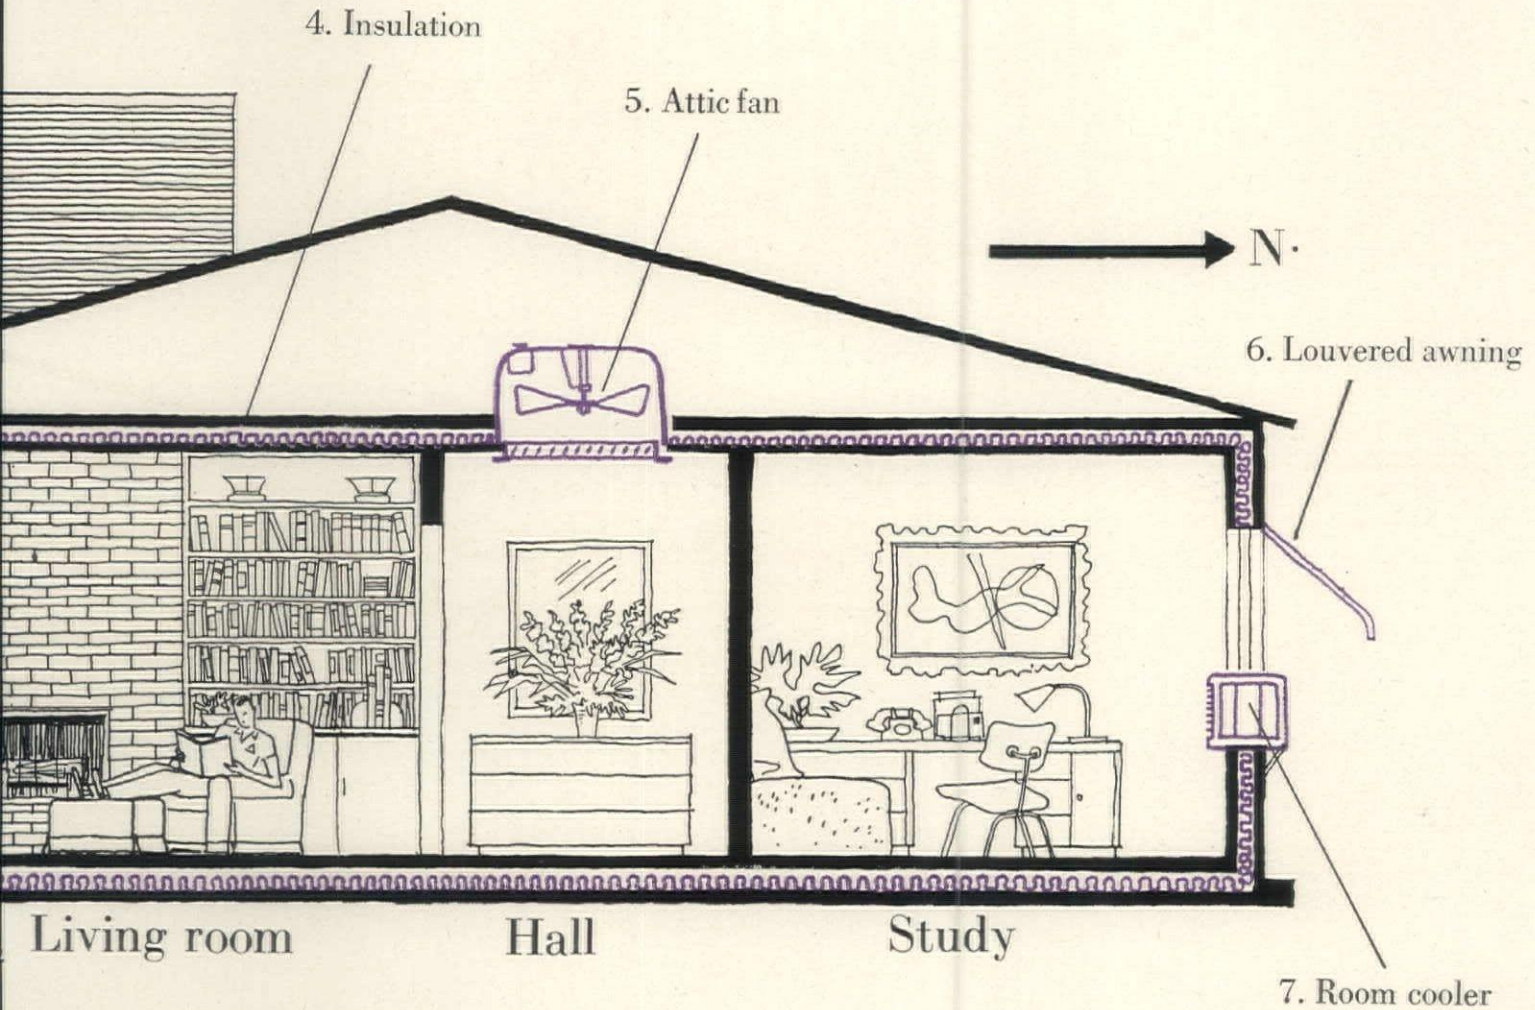 4. Insulation
5. Attic fan
N.
6. Louvered awning
Living room
Hall
Study
7. Room cooler